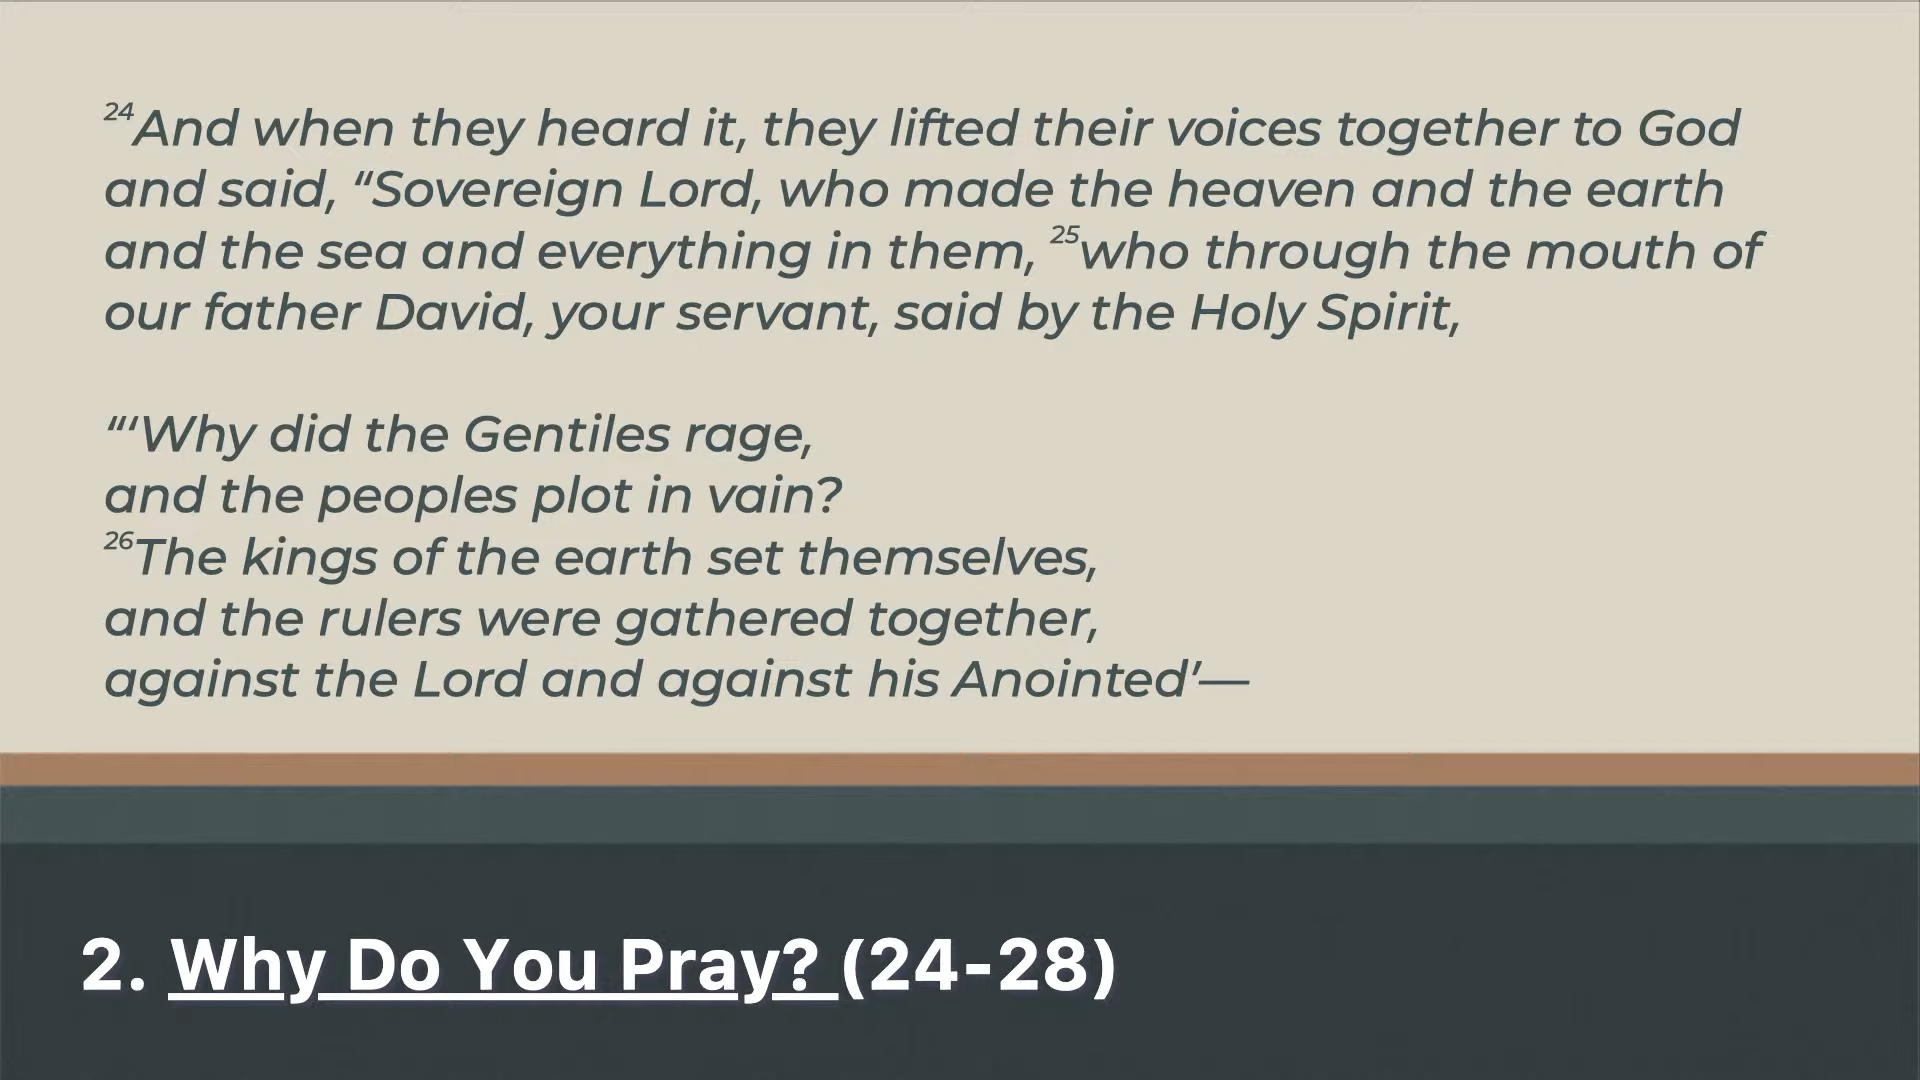 24And when they heard it, they lifted their voices together to God
and said, “Sovereign Lord, who made the heaven and the earth
and the sea and everything in them, 25who through the mouth of
our father David, your servant, said by the Holy Spirit,
“‘Why did the Gentiles rage,
and the peoples plot in vain?
26The kings of the earth set themselves,
and the rulers were gathered together,
against the Lord and against his Anointed’—
2. Why Do You Pray? (24-28)